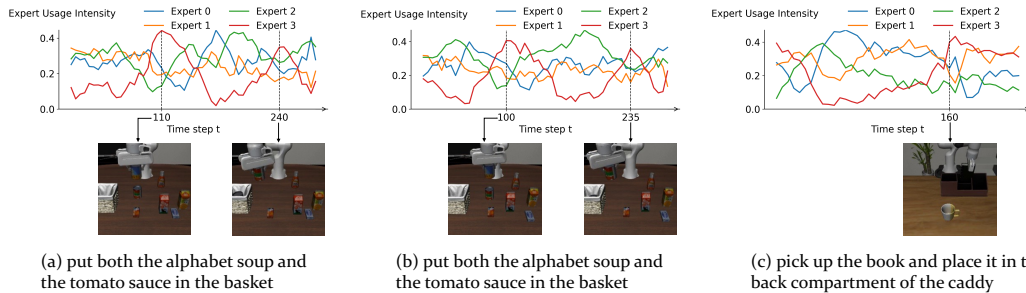 Expert Usage Intensity
Expert 0
Expert 2
Expert 1
Expert 3
0.4
0.2
0.0
110
240
Time step t
(a) put both the alphabet soup and
the tomato sauce in the basket
Expert Usage Intensity
Expert 0
Expert 2
Expert 1
Expert 3
0.4
0.2
0.0
100
235
Time step t
(b) put both the alphabet soup and
the tomato sauce in the basket
Expert Usage Intensity
Expert 0
Expert 2
Expert 1
Expert 3
0.4
0.2
0.0
160
Time step t
(c) pick up the book and place it in t
back compartment of the caddy